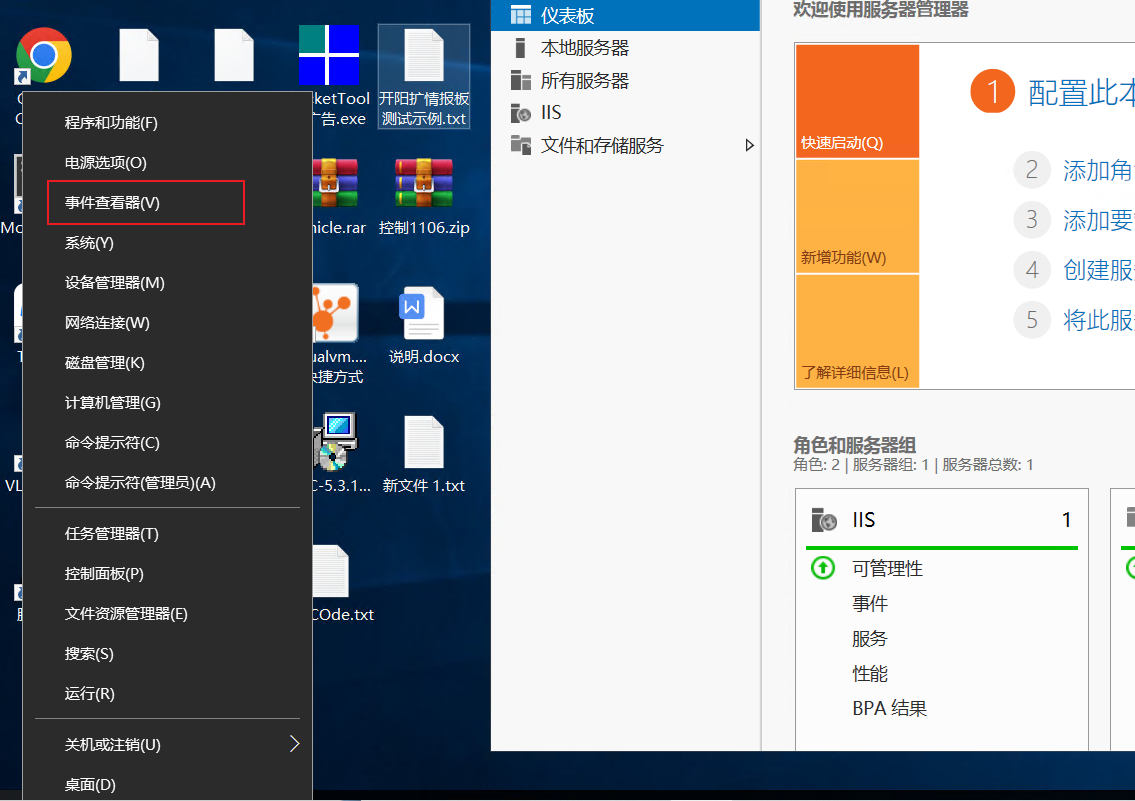 程序和功能(F)
电源选项(O)
事件查看器(V)
系统(Y)
设备管理器(M)
网络连接(W)
磁盘管理(K)
计算机管理(G)
命令提示符(C)
命令提示符(管理员)(A)
任务管理器(T)
控制面板(P)
文件资源管理器(E)
搜索(S)
运行(R)
关机或注销(U)
桌面(D)
cketTool
广告.exe
开阳扩情报板
测试示例.txt
hicle.rar
控制1106.zip
ualvm....
快捷方式
说明.docx
C-5.3.1...
新文件 1.txt
COde.txt
VL
仪表板
本地服务器
所有服务器
IIS
文件和存储服务
欢迎使用服务器管理器
快速启动(Q)
新增功能(W)
了解详细信息(L)
1 配置此本
2 添加角
3 添加要
4 创建服
5 将此服
角色和服务器组
角色: 2 | 服务器组: 1 | 服务器总数: 1
IIS 1
可管理性
事件
服务
性能
BPA 结果